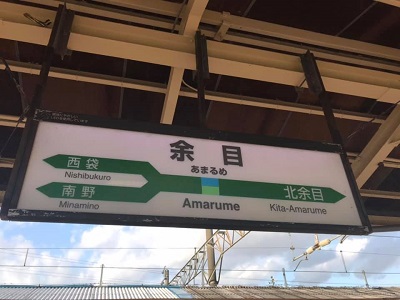 余目
あまるめ
Amarume
西袋
Nishibukuro
南野
Minamino
北余目
Kita-Amarume